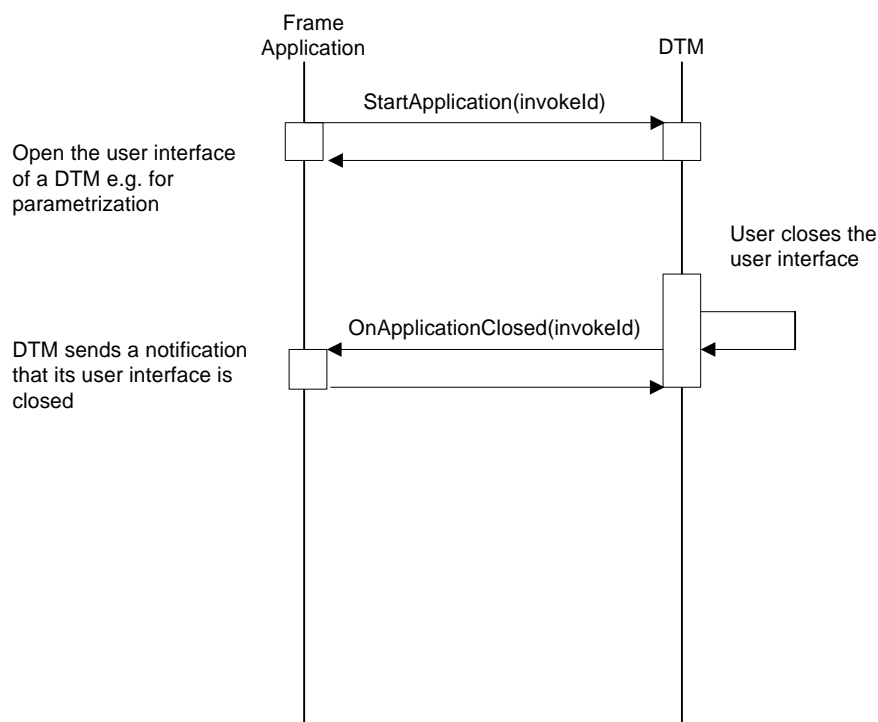 Frame
Application
DTM
StartApplication(invokeId)
Open the user interface
of a DTM e.g. for
parametrization
User closes the
user interface
OnApplicationClosed(invokeId)
DTM sends a notification
that its user interface is
closed